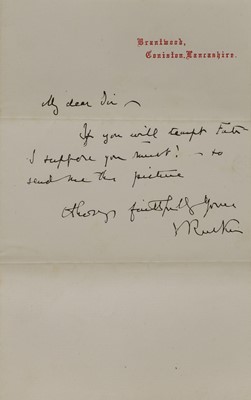 Brantwood,
Coniston, Lancashire.
My dear Sir –
If you will tempt Fate
I suppose you must! – to
send me the picture
Always faithfully Yours
J Ruskin